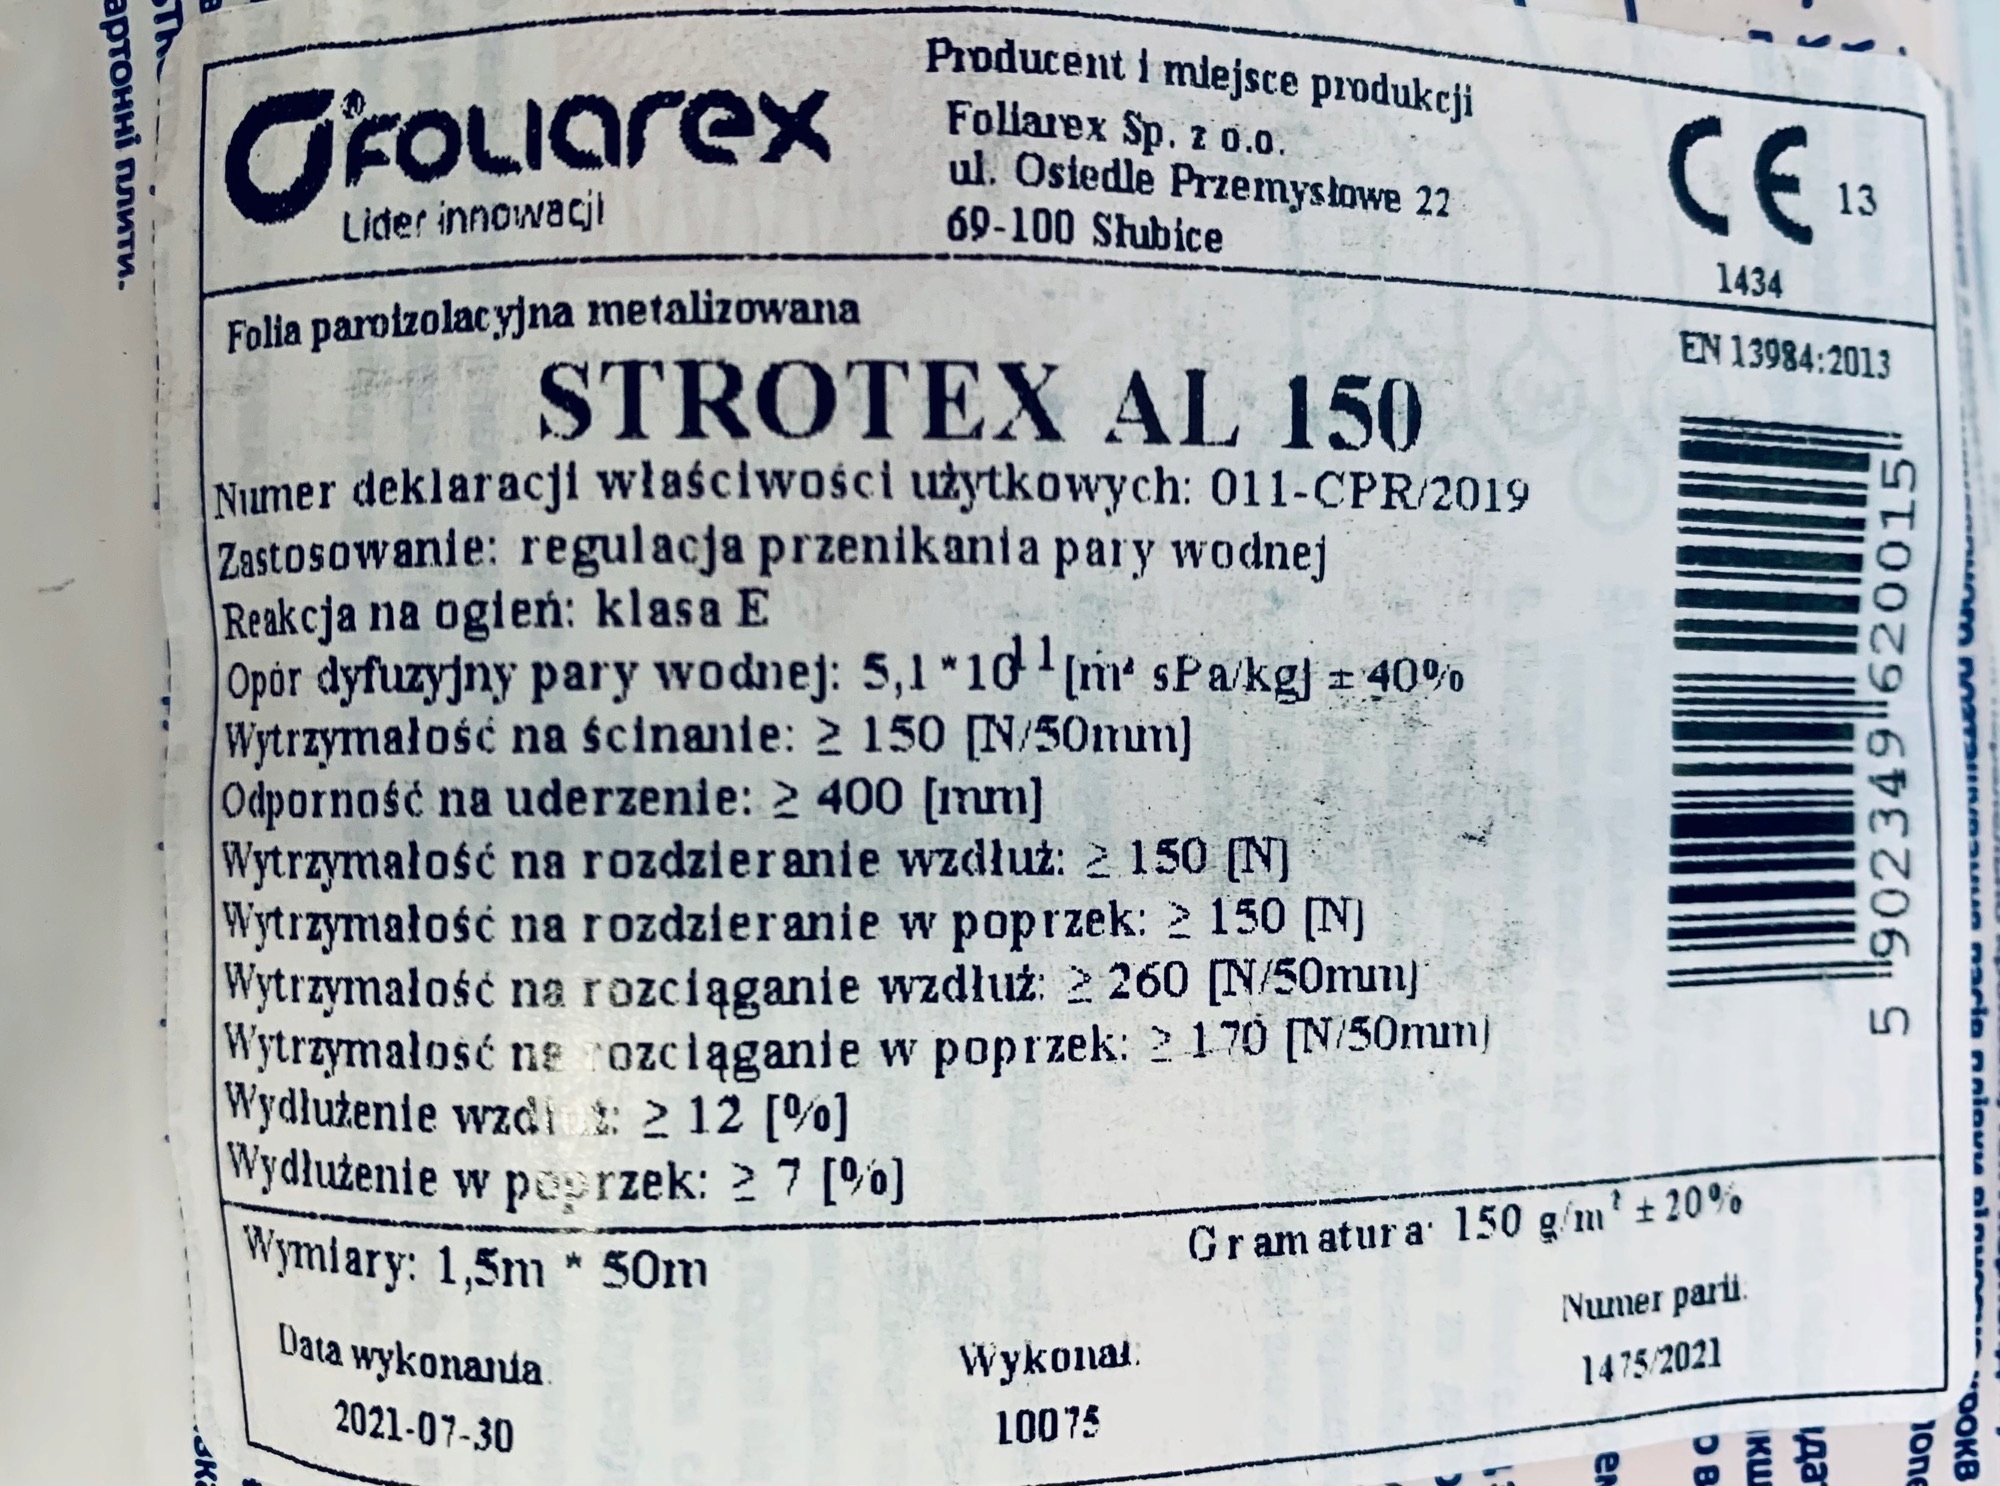 FOLIAREX
Lider innowacji
Producent i miejsce produkcji
Foliarex Sp. z o.o.
ul. Osiedle Przemysłowe 22
69-100 Słubice
CE 13
1434
Folia paroizolacyjna metalizowana
EN 13984:2013
STROTEX AL 150
Numer deklaracji właściwości użytkowych: 011-CPR/2019
Zastosowanie: regulacja przenikania pary wodnej
Reakcja na ogień: klasa E
Opór dyfuzyjny pary wodnej: 5,1*10¹¹ [m² sPa/kg] ± 40%
Wytrzymałość na ścinanie: ≥ 150 [N/50mm]
Odporność na uderzenie: ≥ 400 [mm]
Wytrzymałość na rozdzieranie wzdłuż: ≥ 150 [N]
Wytrzymałość na rozdzieranie w poprzek: ≥ 150 [N]
Wytrzymałość na rozciąganie wzdłuż: ≥ 260 [N/50mm]
Wytrzymałość na rozciąganie w poprzek: ≥ 170 [N/50mm]
Wydłużenie wzdłuż: ≥ 12 [%]
Wydłużenie w poprzek: ≥ 7 [%]
5 902349 620015
Wymiary: 1,5m * 50m
Gramatura: 150 g/m² ± 20%
Data wykonania:
2021-07-30
Wykonał:
10075
Numer partii:
1475/2021
плити.